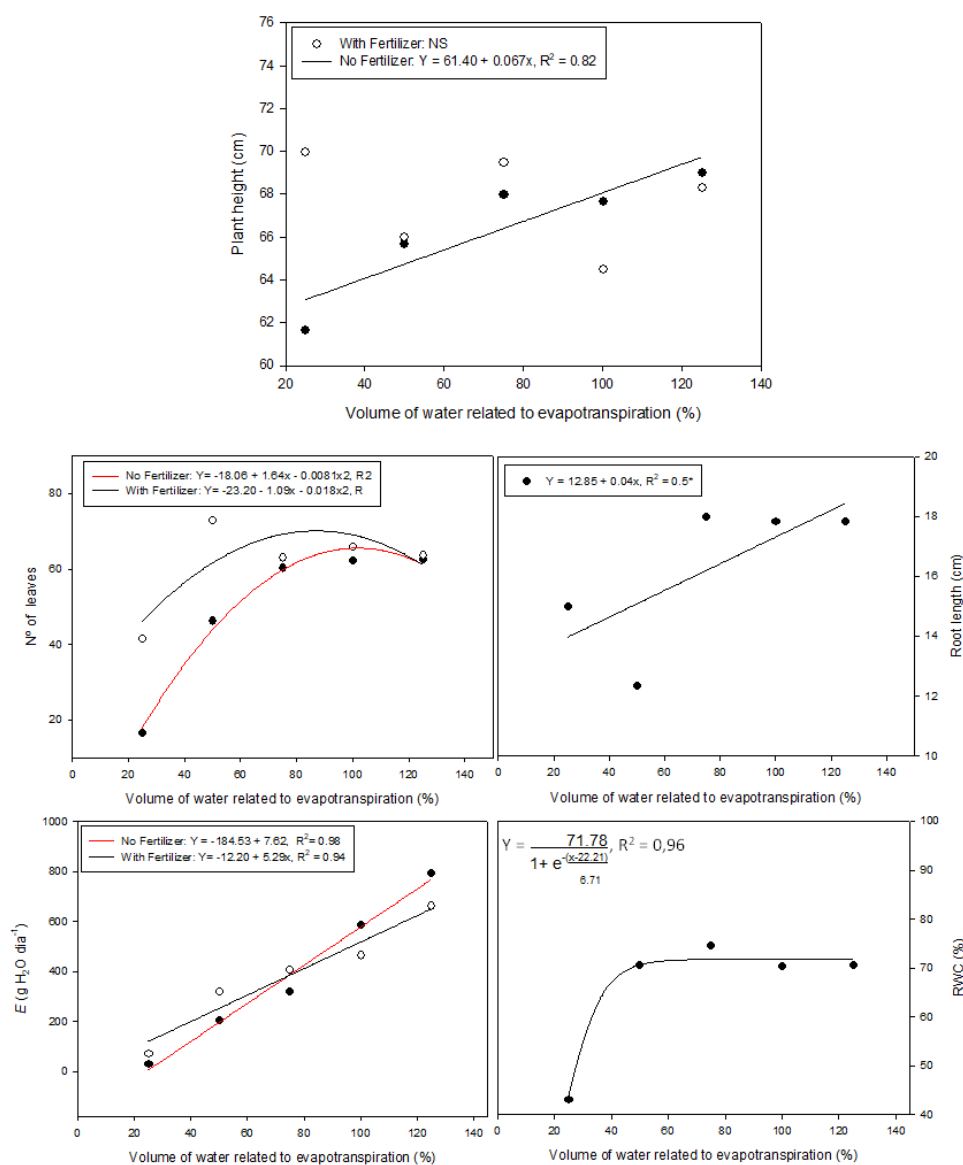 76
74
72
70
68
66
64
62
60
Plant height (cm)
With Fertilizer: NS
No Fertilizer: Y = 61.40 + 0.067x, R² = 0.82
20 40 60 80 100 120 140
Volume of water related to evapotranspiration (%)
80
60
40
20
Nº of leaves
No Fertilizer: Y= -18.06 + 1.64x - 0.0081x2, R2
With Fertilizer: Y= -23.20 - 1.09x - 0.018x2, R
0 20 40 60 80 100 120 140
Volume of water related to evapotranspiration (%)
Y = 12.85 + 0.04x, R² = 0.5*
20
18
16
14
12
10
Root length (cm)
0 20 40 60 80 100 120 140
Volume of water related to evapotranspiration (%)
1000
800
600
400
200
0
E (g H₂O dia⁻¹)
No Fertilizer: Y = -184.53 + 7.62, R²= 0.98
With Fertilizer: Y=-12.20 + 5.29x, R² = 0.94
0 20 40 60 80 100 120 140
Volume of water related to evapotranspiration (%)
71.78
Y = , R² = 0,96
1+ e-(x-22.21)
6.71
100
90
80
70
60
50
40
RWC (%)
0 20 40 60 80 100 120 140
Volume of water related to evapotranspiration (%)